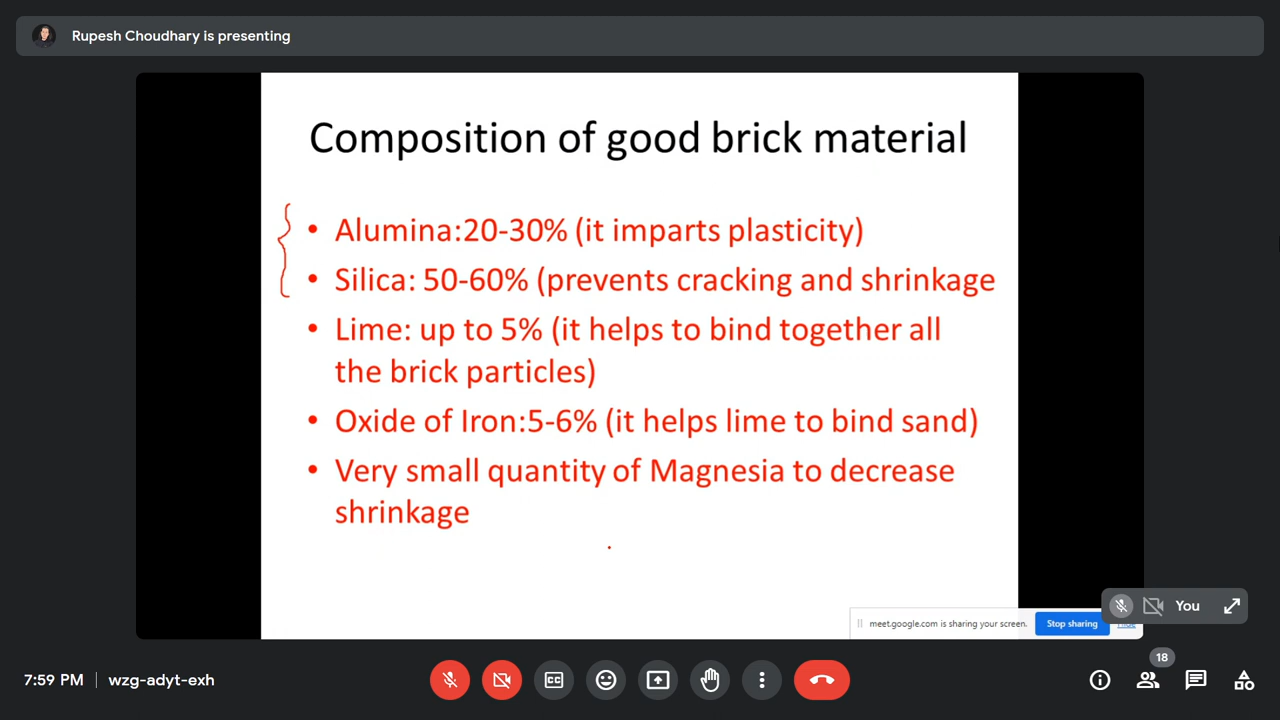 Rupesh Choudhary is presenting
Composition of good brick material
• Alumina:20-30% (it imparts plasticity)
• Silica: 50-60% (prevents cracking and shrinkage
• Lime: up to 5% (it helps to bind together all
the brick particles)
• Oxide of Iron:5-6% (it helps lime to bind sand)
• Very small quantity of Magnesia to decrease
shrinkage
You
meet.google.com is sharing your screen.
Stop sharing
18
7:59 PM | wzg-adyt-exh
CC